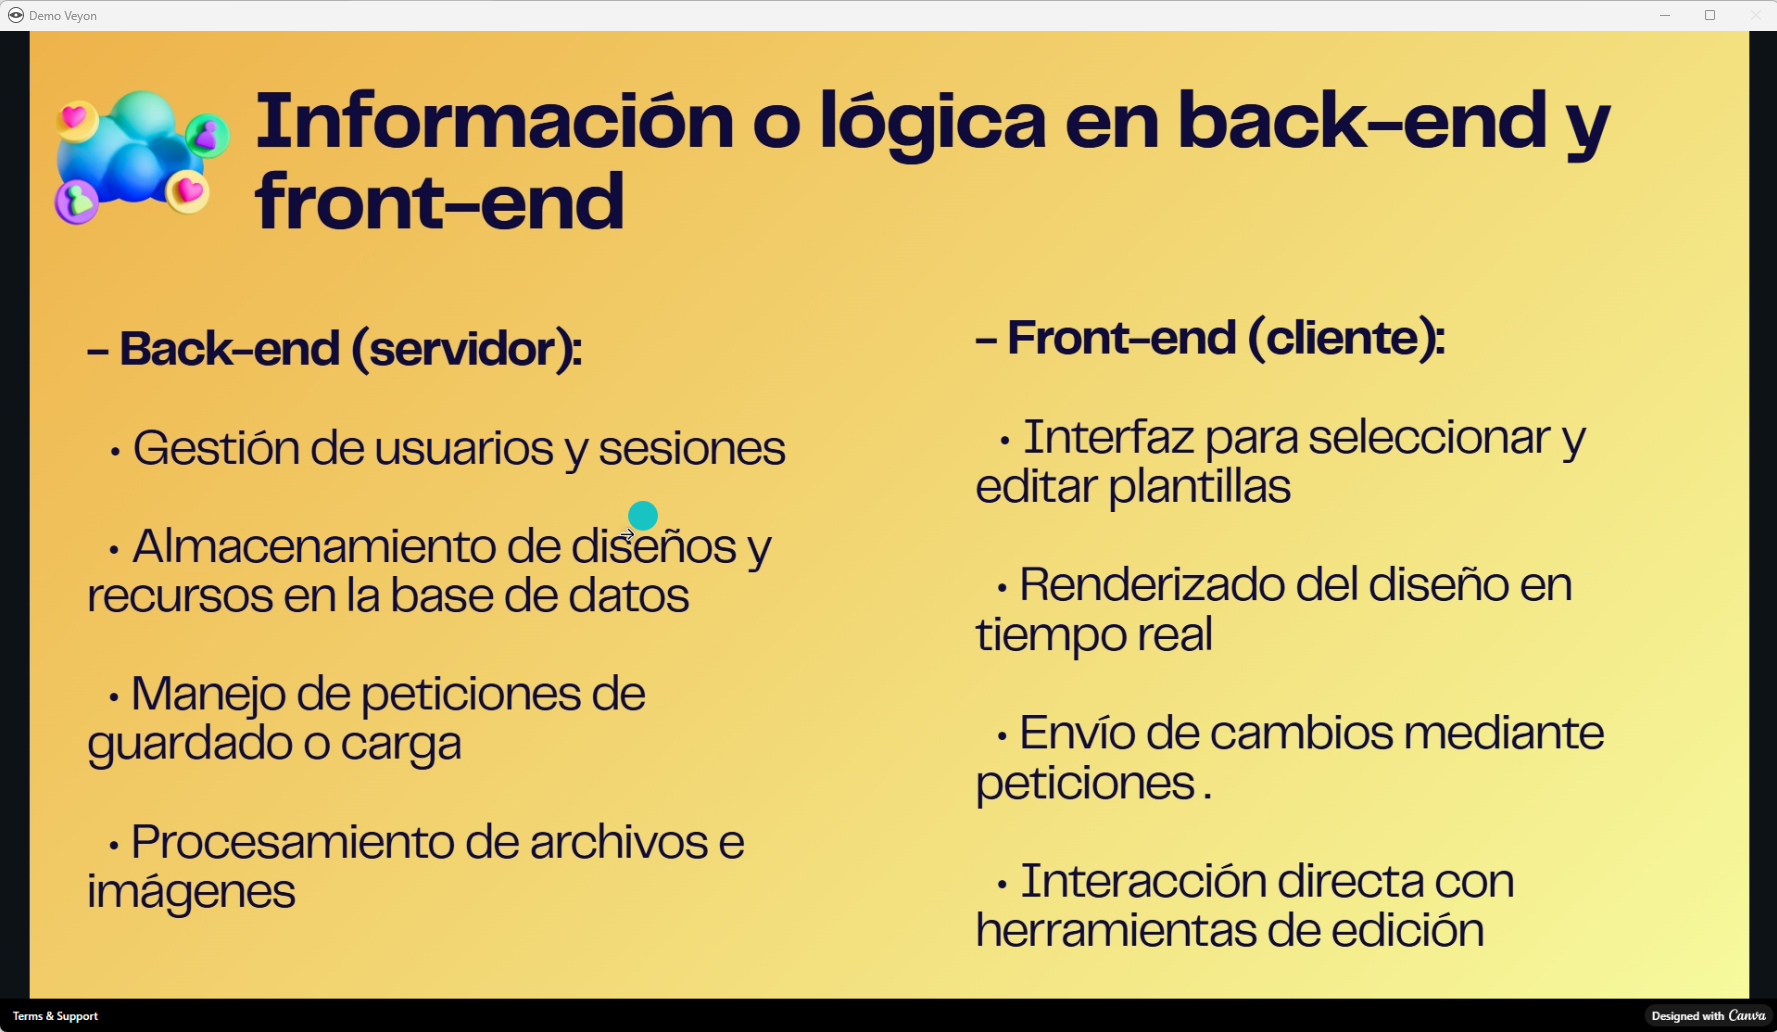 Demo Veyon
Información o lógica en back-end y
front-end
- Back-end (servidor):
• Gestión de usuarios y sesiones
• Almacenamiento de diseños y
recursos en la base de datos
• Manejo de peticiones de
guardado o carga
• Procesamiento de archivos e
imágenes
- Front-end (cliente):
• Interfaz para seleccionar y
editar plantillas
• Renderizado del diseño en
tiempo real
• Envío de cambios mediante
peticiones .
• Interacción directa con
herramientas de edición
Terms & Support
Designed with Canva